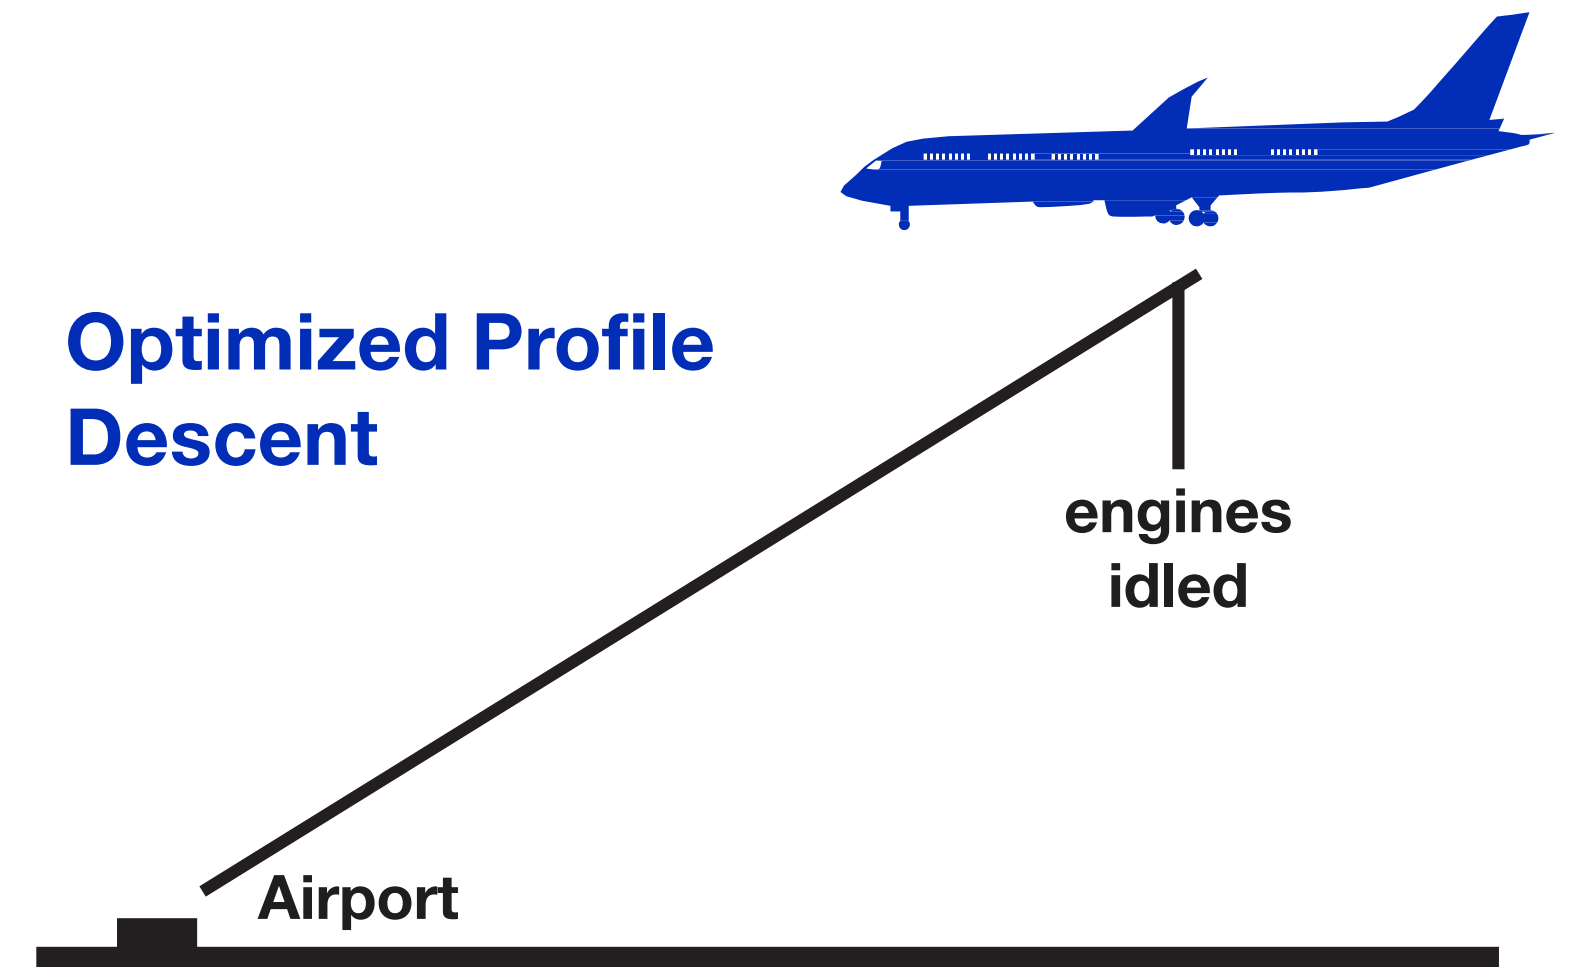 Optimized Profile
Descent
engines
idled
Airport